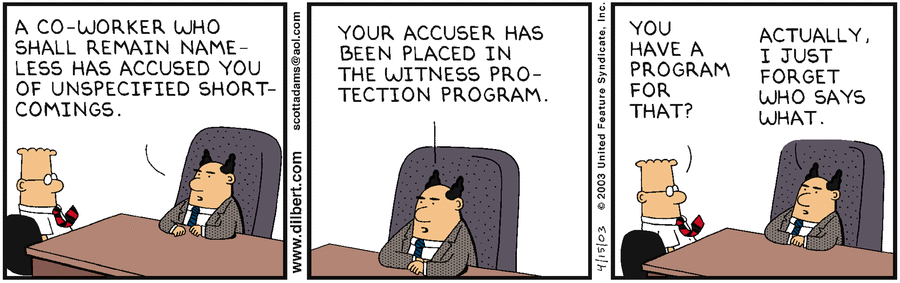 A CO-WORKER WHO
SHALL REMAIN NAME-
LESS HAS ACCUSED YOU
OF UNSPECIFIED SHORT-
COMINGS.
www.dilbert.com
scottadams@aol.com
YOUR ACCUSER HAS
BEEN PLACED IN
THE WITNESS PRO-
TECTION PROGRAM.
4/15/03 © 2003 United Feature Syndicate, Inc.
YOU
HAVE A
PROGRAM
FOR
THAT?
ACTUALLY,
I JUST
FORGET
WHO SAYS
WHAT.